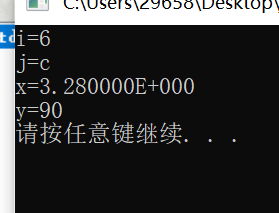 C:\Users\29658\Desktop\
i=6
j=c
x=3.280000E+000
y=90
请按任意键继续. . .